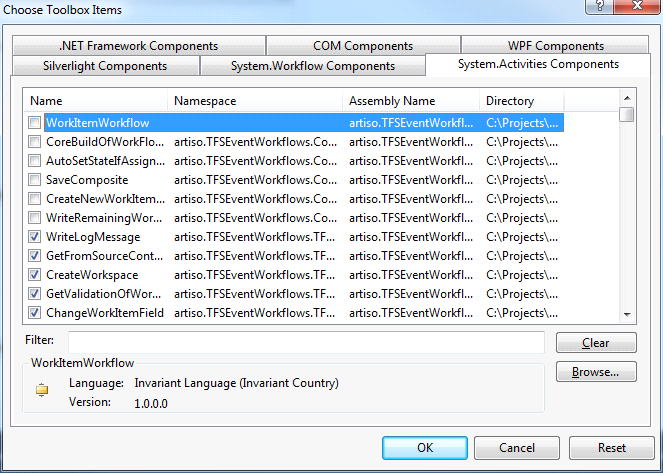 Choose Toolbox Items
.NET Framework Components COM Components WPF Components
Silverlight Components System.Workflow Components System.Activities Components
Name Namespace Assembly Name Directory
WorkItemWorkflow artiso.TFSEventWorkfl... C:\Projects\...
CoreBuildOfWorkFlo... artiso.TFSEventWorkflows.Co... artiso.TFSEventWorkfl... C:\Projects\...
AutoSetStateIfAssign... artiso.TFSEventWorkflows.Co... artiso.TFSEventWorkfl... C:\Projects\...
SaveComposite artiso.TFSEventWorkflows.Co... artiso.TFSEventWorkfl... C:\Projects\...
CreateNewWorkItem... artiso.TFSEventWorkflows.Co... artiso.TFSEventWorkfl... C:\Projects\...
WriteRemainingWor... artiso.TFSEventWorkflows.Co... artiso.TFSEventWorkfl... C:\Projects\...
WriteLogMessage artiso.TFSEventWorkflows.TF... artiso.TFSEventWorkfl... C:\Projects\...
GetFromSourceCont... artiso.TFSEventWorkflows.TF... artiso.TFSEventWorkfl... C:\Projects\...
CreateWorkspace artiso.TFSEventWorkflows.TF... artiso.TFSEventWorkfl... C:\Projects\...
GetValidationOfWor... artiso.TFSEventWorkflows.TF... artiso.TFSEventWorkfl... C:\Projects\...
ChangeWorkItemField artiso.TFSEventWorkflows.TF... artiso.TFSEventWorkfl... C:\Projects\...
Filter: Clear
WorkItemWorkflow Browse...
Language: Invariant Language (Invariant Country)
Version: 1.0.0.0
OK Cancel Reset